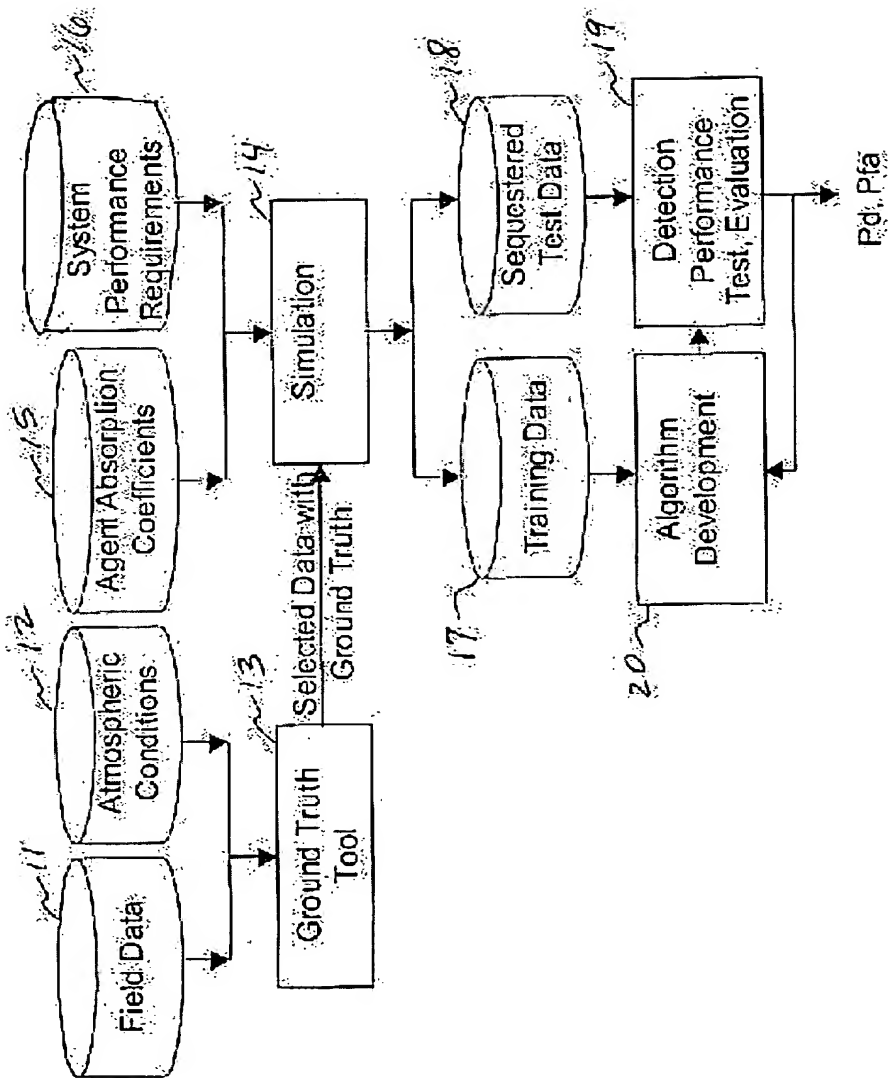 11
Field Data
12
Atmospheric
Conditions
15
Agent Absorption
Coefficients
16
System
Performance
Requirements
13
Ground Truth
Tool
Selected Data with
Ground Truth
14
Simulation
17
Training Data
18
Sequestered
Test Data
20
Algorithm
Development
19
Detection
Performance
Test, Evaluation
Pd, Pfa